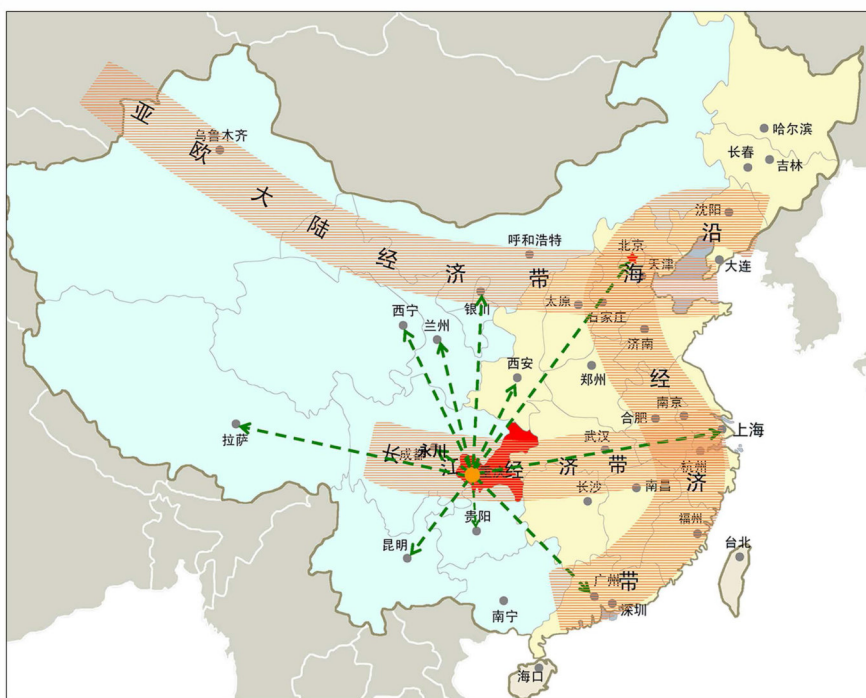 亚欧大陆经济带
乌鲁木齐
哈尔滨
长春
吉林
沈阳
沿海经济带
呼和浩特
北京
天津
大连
银川
太原
石家庄
西宁
兰州
济南
西安
郑州
南京
合肥
上海
拉萨
武汉
成都
永川
长江经济带
杭州
长沙
南昌
贵阳
福州
昆明
台北
广州
深圳
南宁
海口